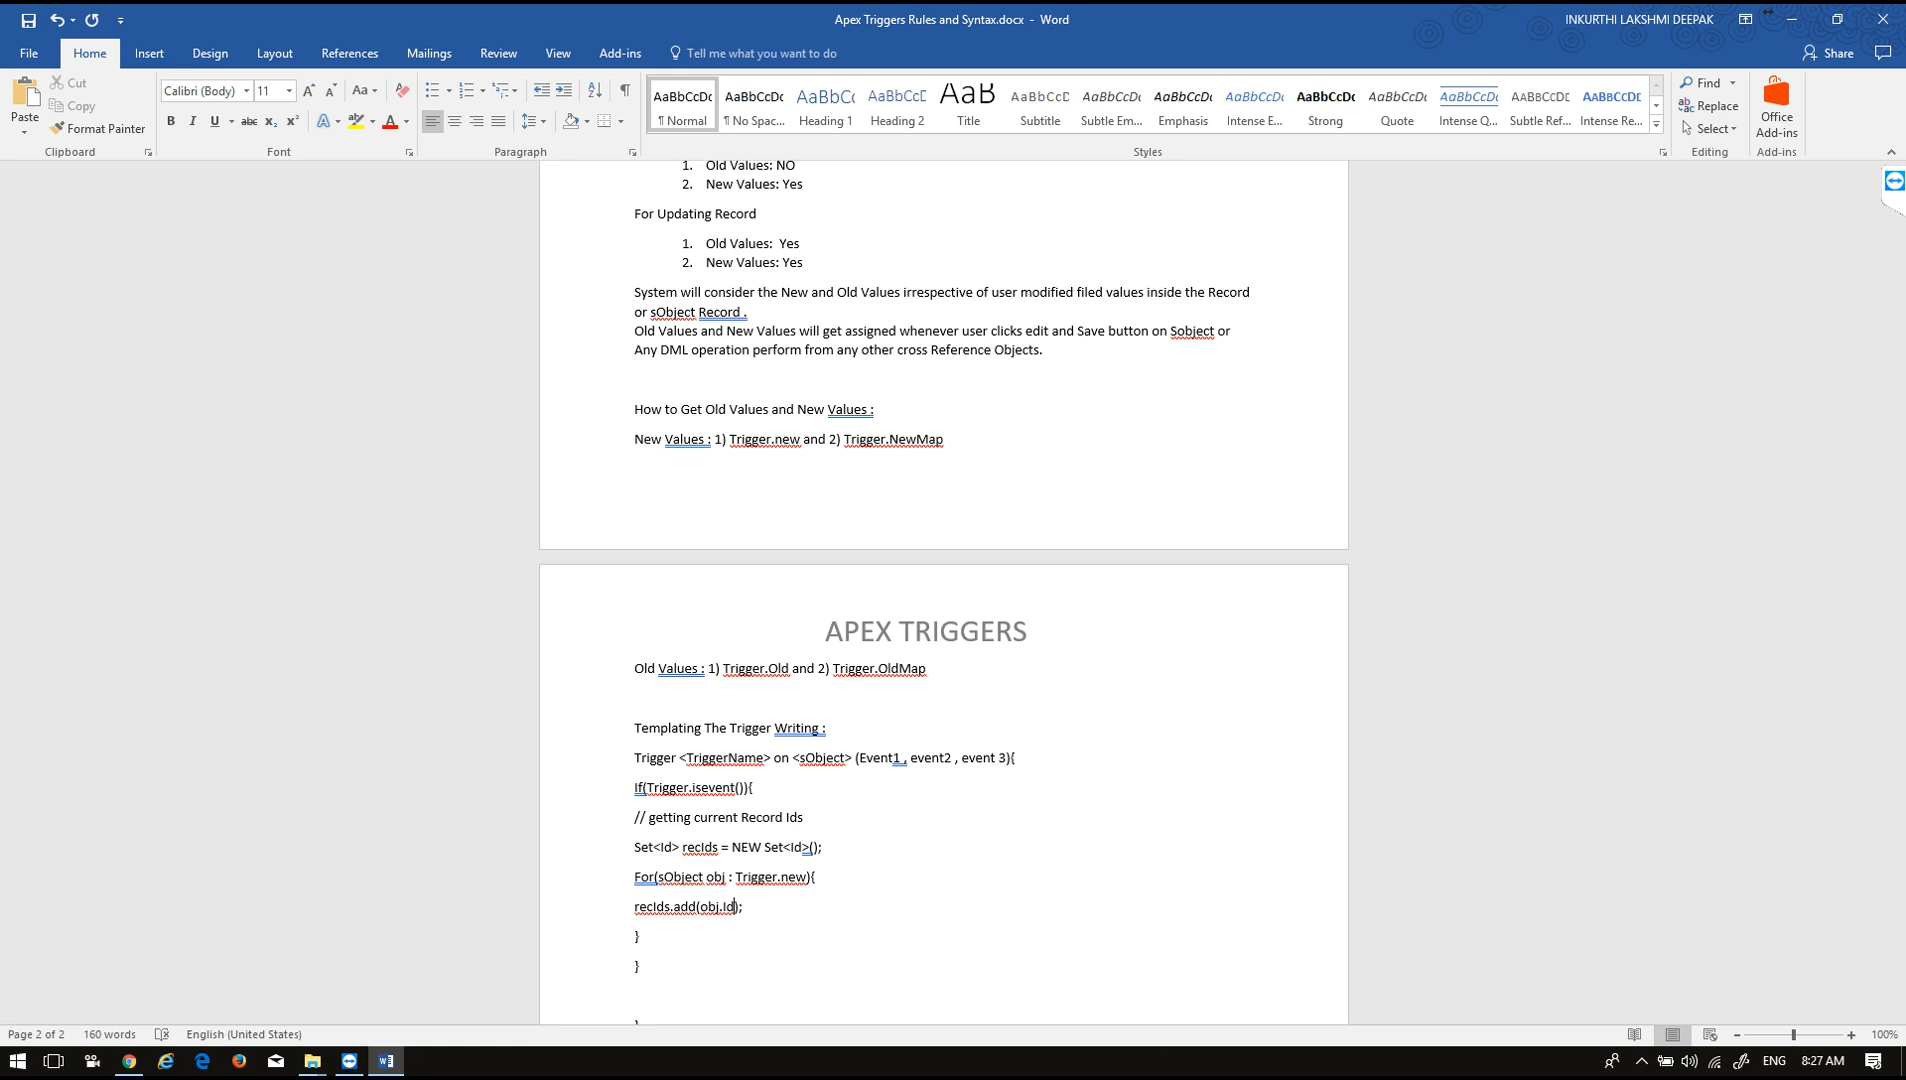 Apex Triggers Rules and Syntax.docx - Word
INKURTHI LAKSHMI DEEPAK
File Home Insert Design Layout References Mailings Review View Add-ins Tell me what you want to do Share
Paste
Cut
Copy
Format Painter
Clipboard
Calibri (Body) 11
Aa
B I U abc X₂ X²
A
Font
Paragraph
AaBbCcDc AaBbCcDc AaBbCc AaBbCcD AaB AaBbCcD AaBbCcDc AaBbCcDc AaBbCcDc AaBbCcDc AaBbCcDc AaBbCcDc AABBCCDD AABBCCDD
¶ Normal ¶ No Spac... Heading 1 Heading 2 Title Subtitle Subtle Em... Emphasis Intense E... Strong Quote Intense Q... Subtle Ref... Intense Re...
Styles
Find
Replace
Select
Editing
Office
Add-ins
Add-ins
1. Old Values: NO
2. New Values: Yes
For Updating Record
1. Old Values: Yes
2. New Values: Yes
System will consider the New and Old Values irrespective of user modified filed values inside the Record
or sObject Record .
Old Values and New Values will get assigned whenever user clicks edit and Save button on Sobject or
Any DML operation perform from any other cross Reference Objects.
How to Get Old Values and New Values :
New Values : 1) Trigger.new and 2) Trigger.NewMap
APEX TRIGGERS
Old Values : 1) Trigger.Old and 2) Trigger.OldMap
Templating The Trigger Writing :
Trigger <TriggerName> on <sObject> (Event1 , event2 , event 3){
If(Trigger.isevent()){
// getting current Record Ids
Set<Id> recIds = NEW Set<Id>();
For(sObject obj : Trigger.new){
recIds.add(obj.Id);
}
}
Page 2 of 2 160 words English (United States) 100%
ENG 8:27 AM